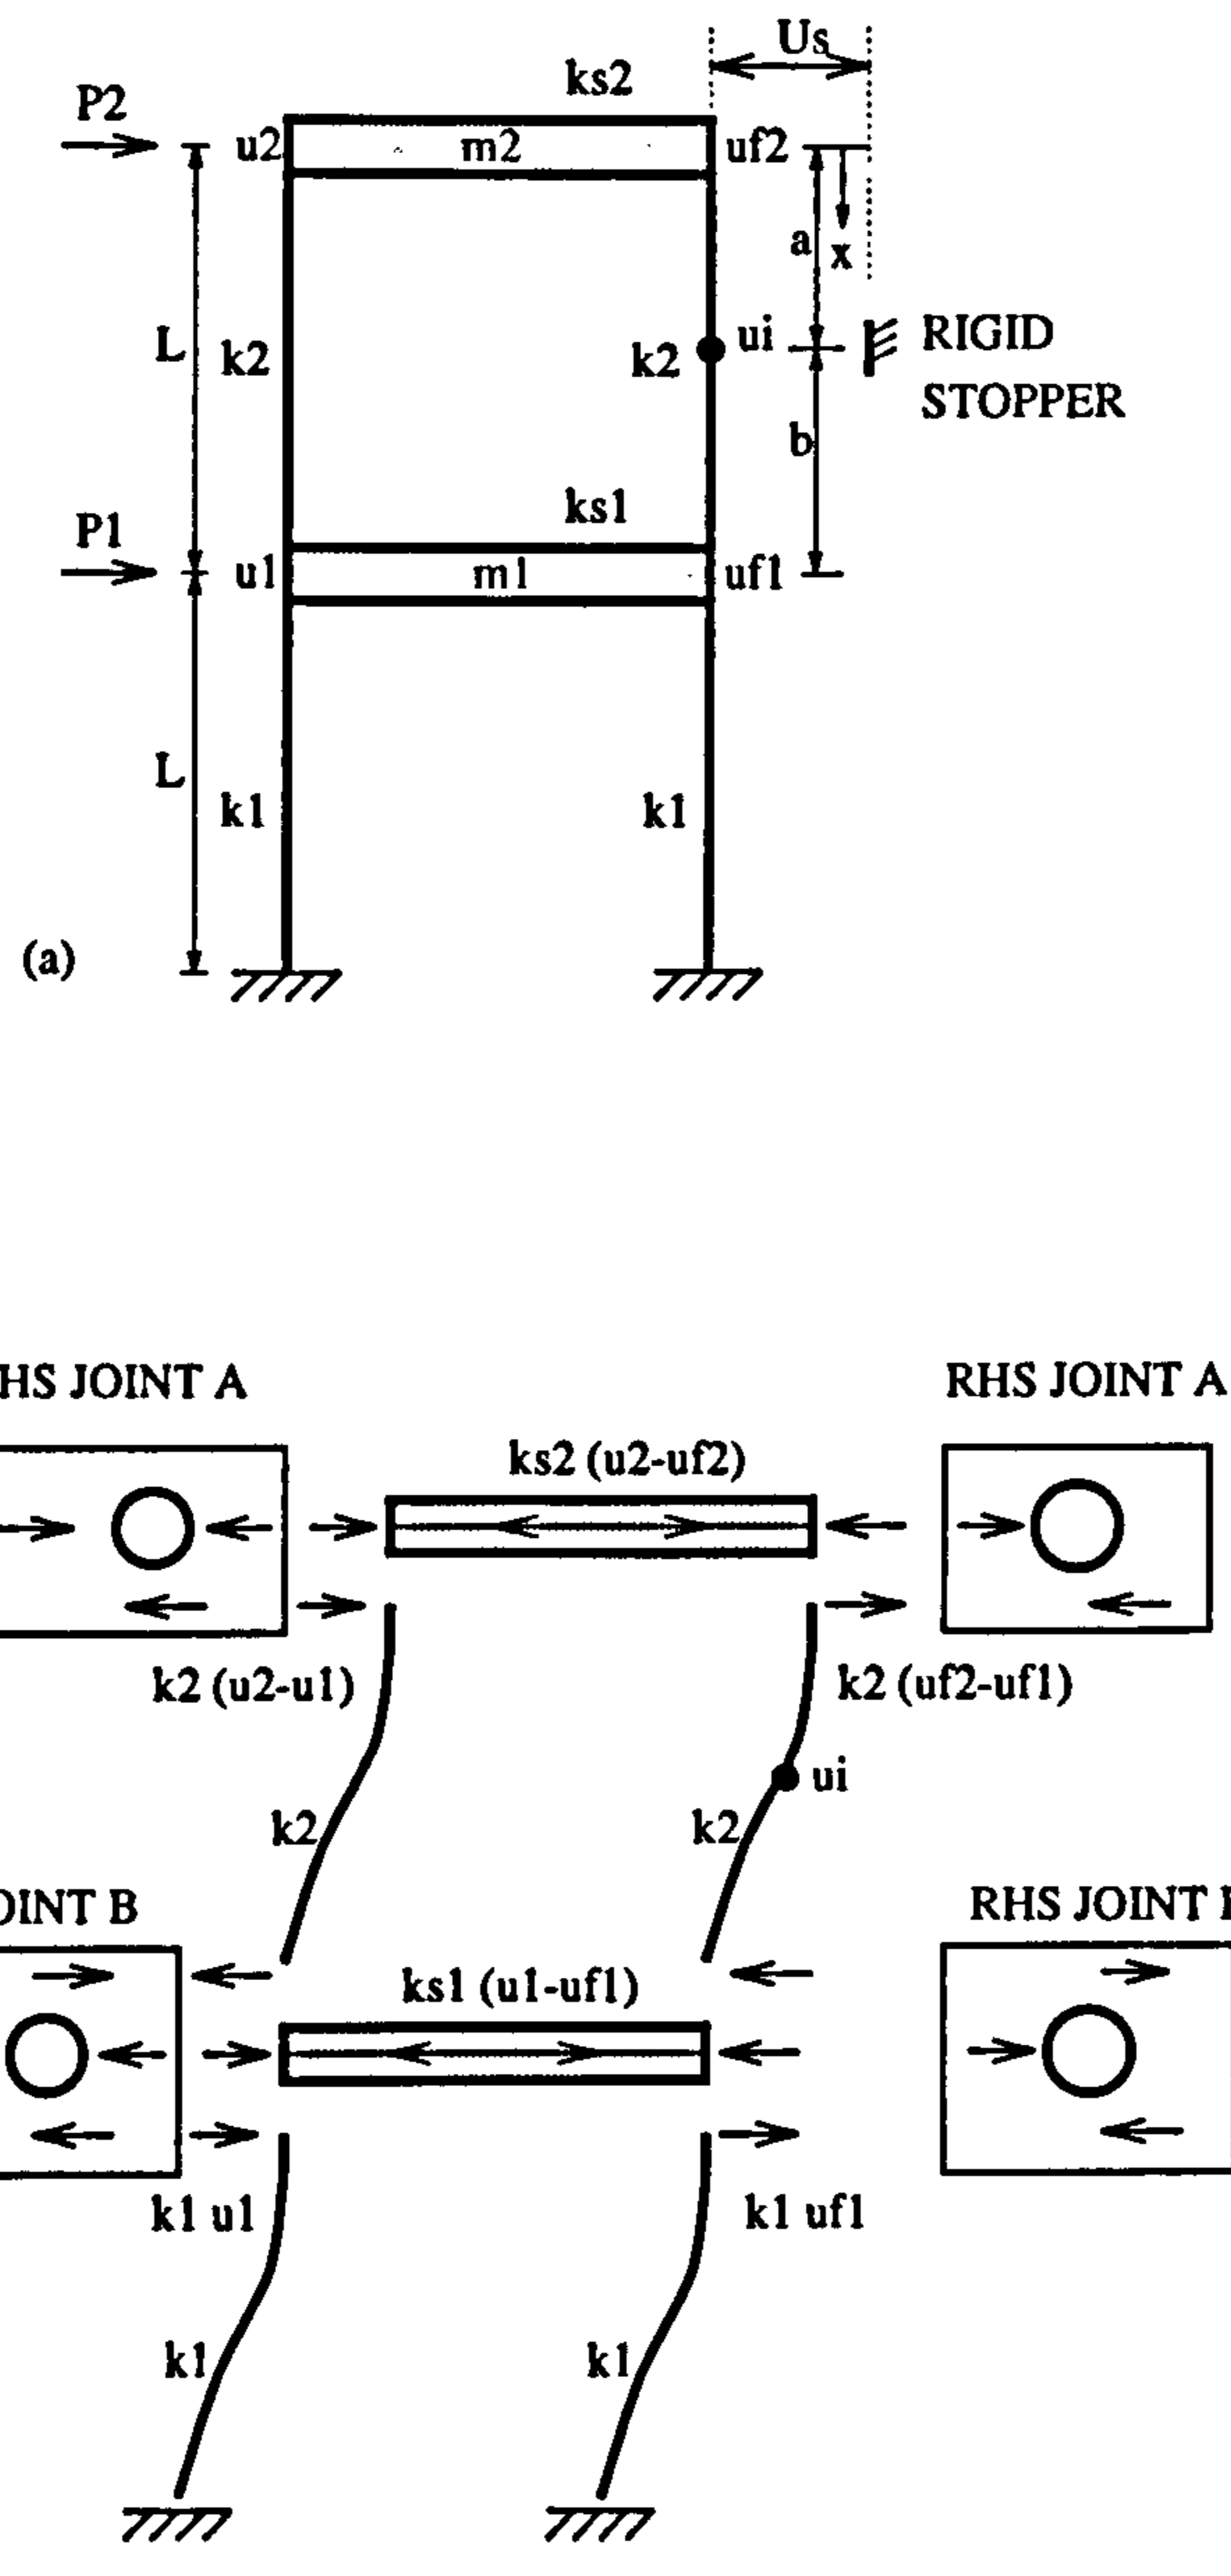 Us
ks2
P2
u2
m2
uf2
a
x
L
k2
k2
ui
RIGID
STOPPER
b
ks1
P1
u1
m1
uf1
L
k1
k1
(a)
HS JOINT A
RHS JOINT A
ks2 (u2-uf2)
k2 (u2-u1)
k2 (uf2-uf1)
ui
k2
k2
OINT B
RHS JOINT
ks1 (u1-uf1)
k1 u1
k1 uf1
k1
k1